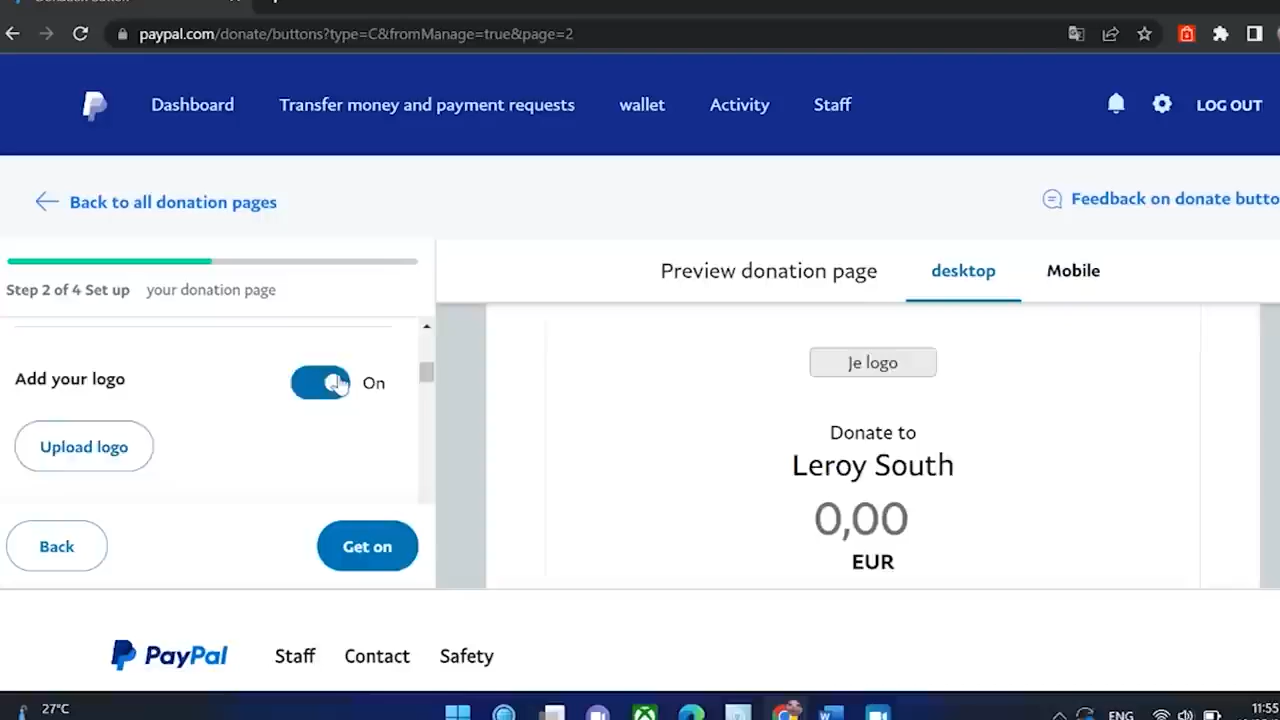 paypal.com/donate/buttons?type=C&fromManage=true&page=2
Dashboard Transfer money and payment requests wallet Activity Staff LOG OUT
Back to all donation pages
Feedback on donate butto
Step 2 of 4 Set up your donation page
Preview donation page desktop Mobile
Add your logo On
Upload logo
Back Get on
Je logo
Donate to
Leroy South
0,00
EUR
PayPal Staff Contact Safety
27°C
ENG
11:55